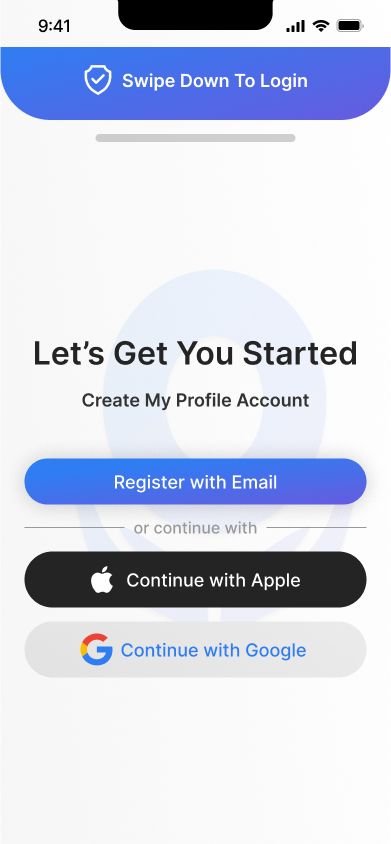 9:41
Swipe Down To Login
Let’s Get You Started
Create My Profile Account
Register with Email
or continue with
Continue with Apple
Continue with Google